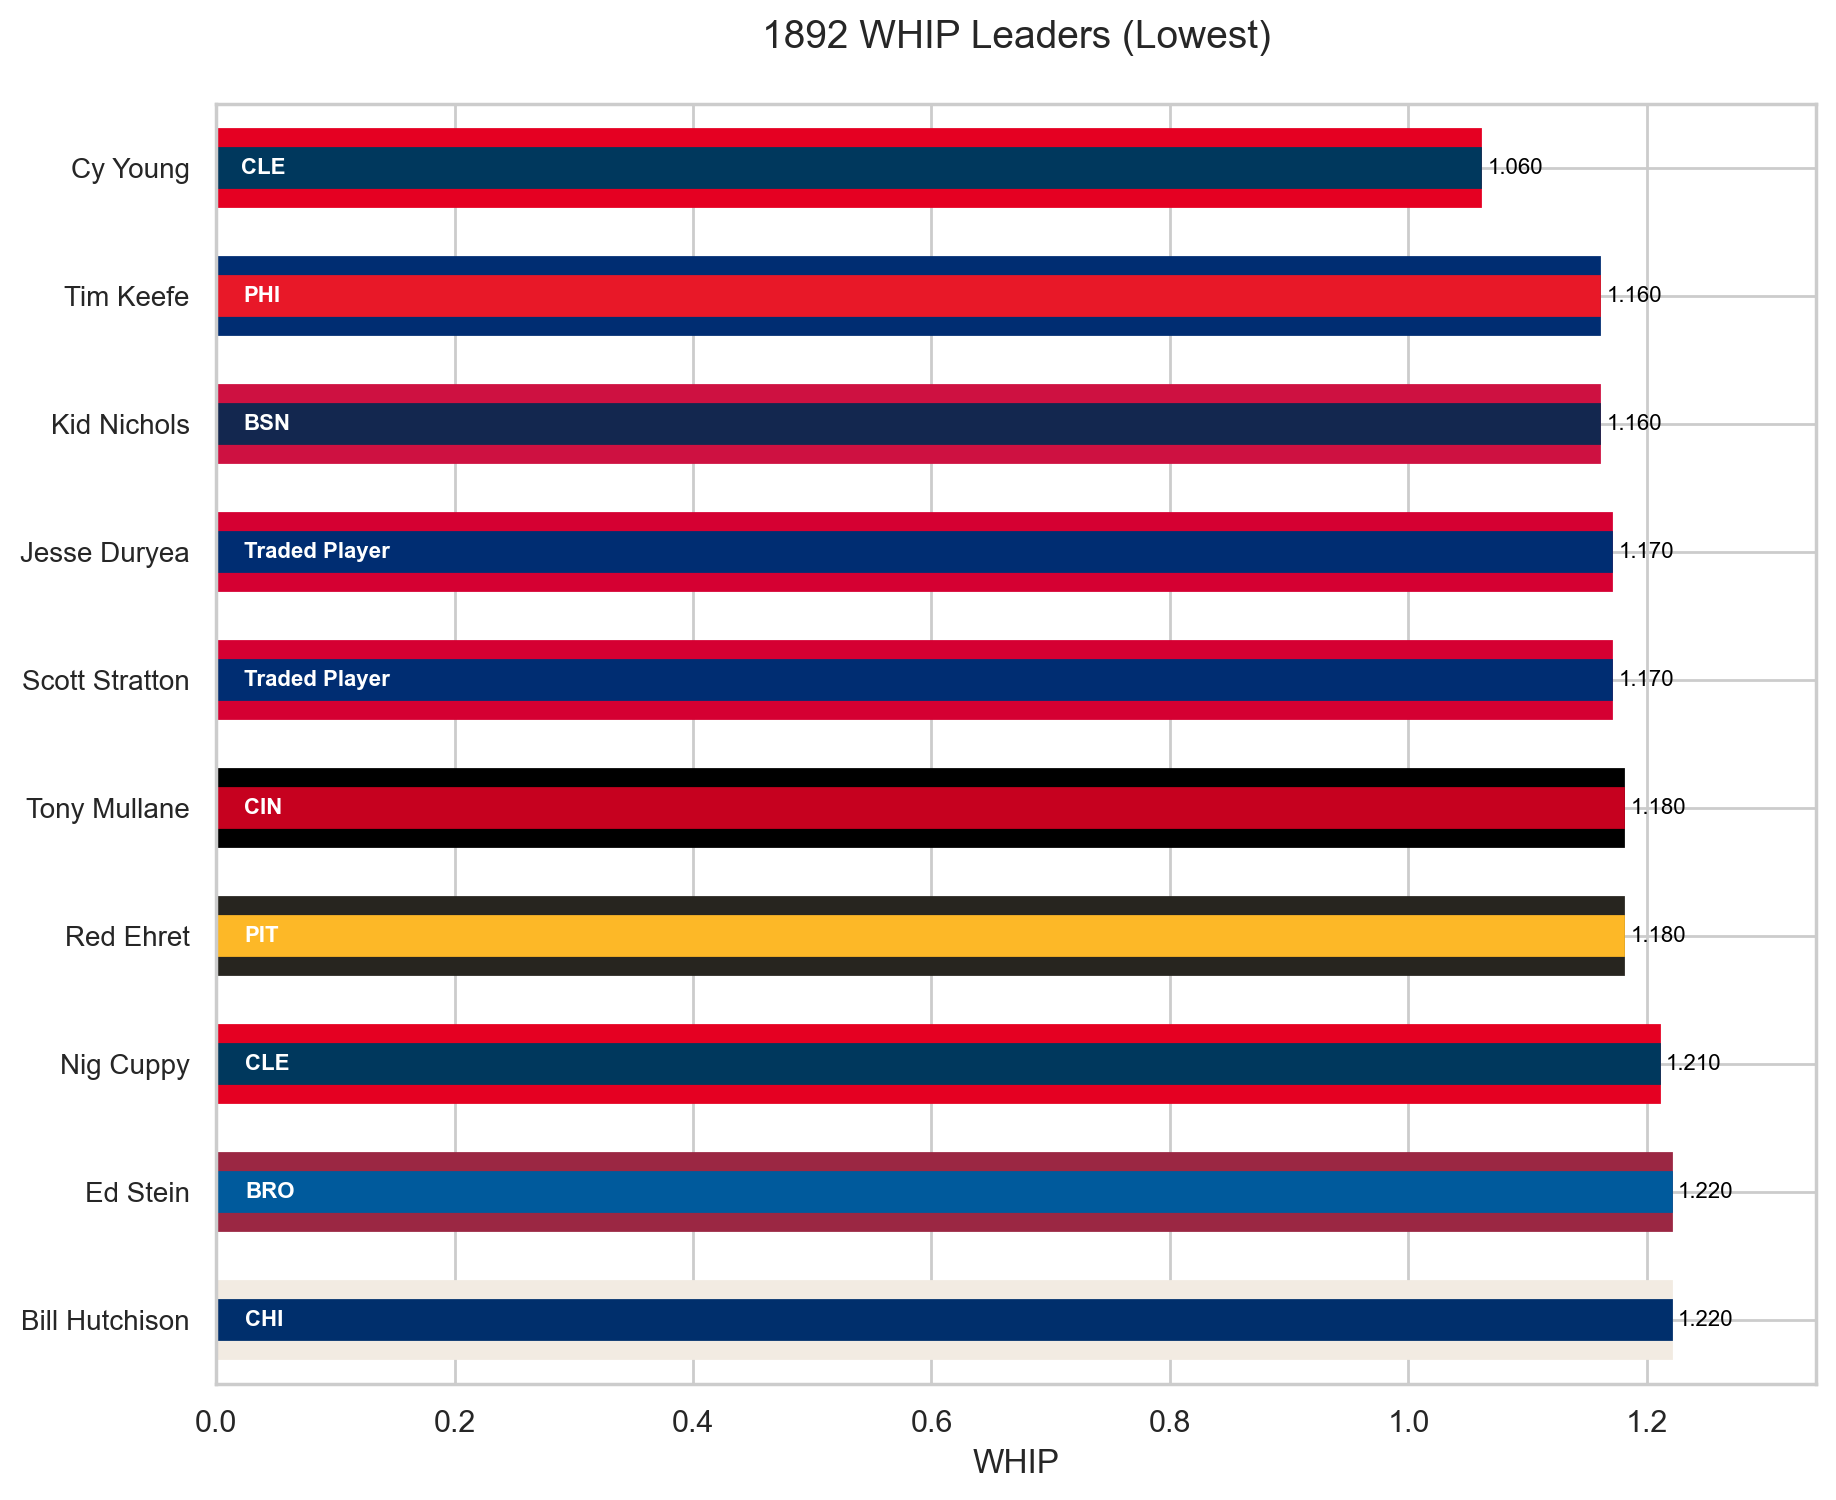 1892 WHIP Leaders (Lowest)
Cy Young CLE 1.060
Tim Keefe PHI 1.160
Kid Nichols BSN 1.160
Jesse Duryea Traded Player 1.170
Scott Stratton Traded Player 1.170
Tony Mullane CIN 1.180
Red Ehret PIT 1.180
Nig Cuppy CLE 1.210
Ed Stein BRO 1.220
Bill Hutchison CHI 1.220
0.0 0.2 0.4 0.6 0.8 1.0 1.2
WHIP